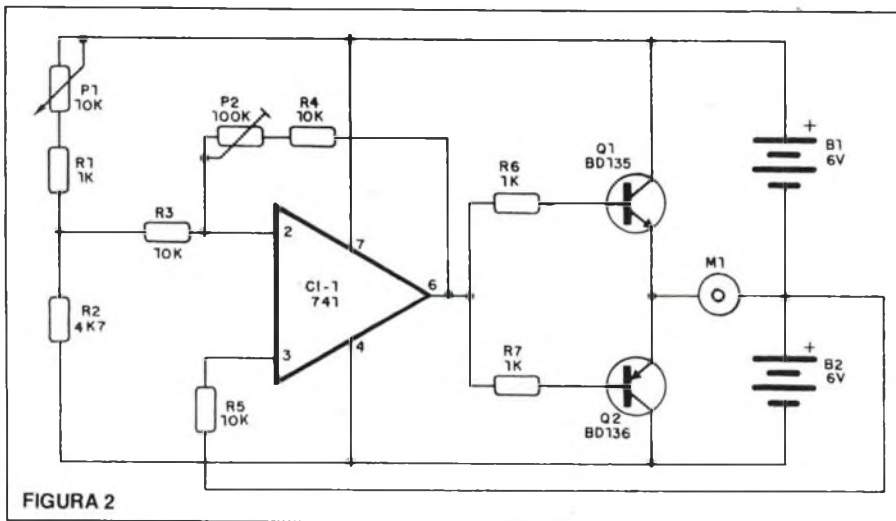 P1
10K
R1
1K
R2
4K7
R3
10K
P2
100K
R4
10K
2
3
7
4
6
CI-1
741
R5
10K
R6
1K
R7
1K
Q1
BD135
Q2
BD136
M1
+
B1
6V
+
B2
6V
FIGURA 2